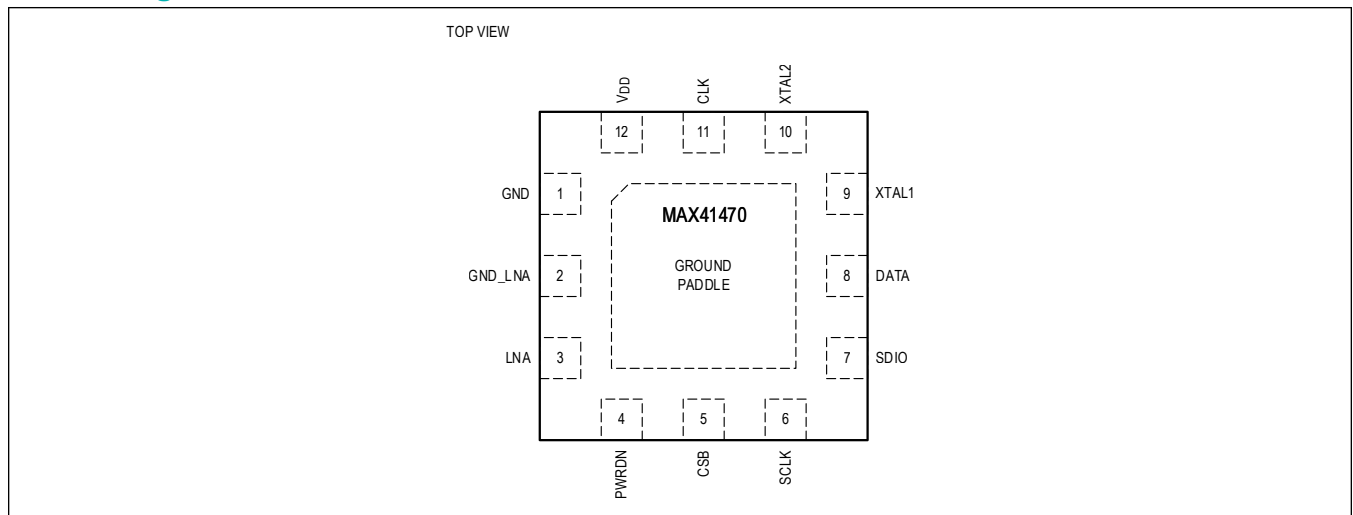 TOP VIEW
VDD
CLK
XTAL2
12
11
10
GND 1
9 XTAL1
MAX41470
GND_LNA 2
GROUND
PADDLE
8 DATA
LNA 3
7 SDIO
4
5
6
PWRDN
CSB
SCLK